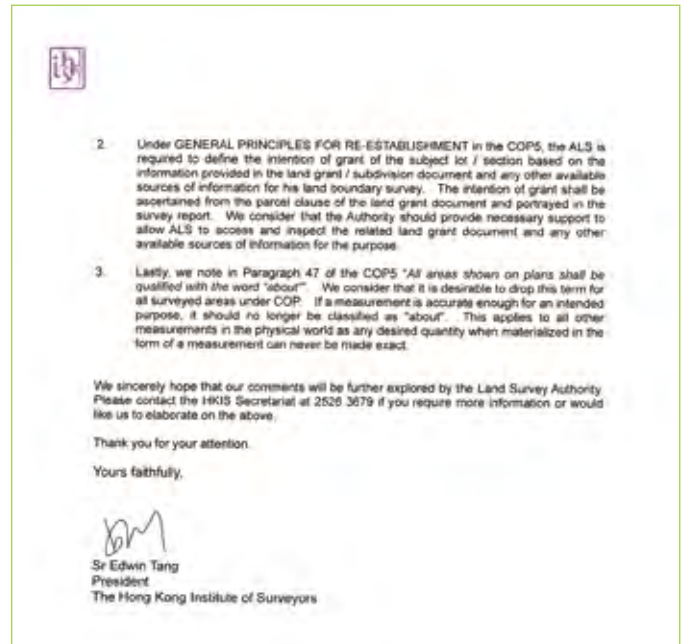 2. Under GENERAL PRINCIPLES FOR RE-ESTABLISHMENT in the COP5, the ALS is
required to define the intention of grant of the subject lot / section based on the
information provided in the land grant / subdivision document and any other available
sources of information for his land boundary survey. The intention of grant shall be
ascertained from the parcel clause of the land grant document and portrayed in the
survey report. We consider that the Authority should provide necessary support to
allow ALS to access and inspect the related land grant document and any other
available sources of information for the purpose.
3. Lastly, we note in Paragraph 47 of the COP5 "All areas shown on plans shall be
qualified with the word "about"". We consider that it is desirable to drop this term for
all surveyed areas under COP. If a measurement is accurate enough for an intended
purpose, it should no longer be classified as "about". This applies to all other
measurements in the physical world as any desired quantity when materialized in the
form of a measurement can never be made exact.
We sincerely hope that our comments will be further explored by the Land Survey Authority.
Please contact the HKIS Secretariat at 2526 3679 if you require more information or would
like us to elaborate on the above.
Thank you for your attention.
Yours faithfully,
Sr Edwin Tang
President
The Hong Kong Institute of Surveyors